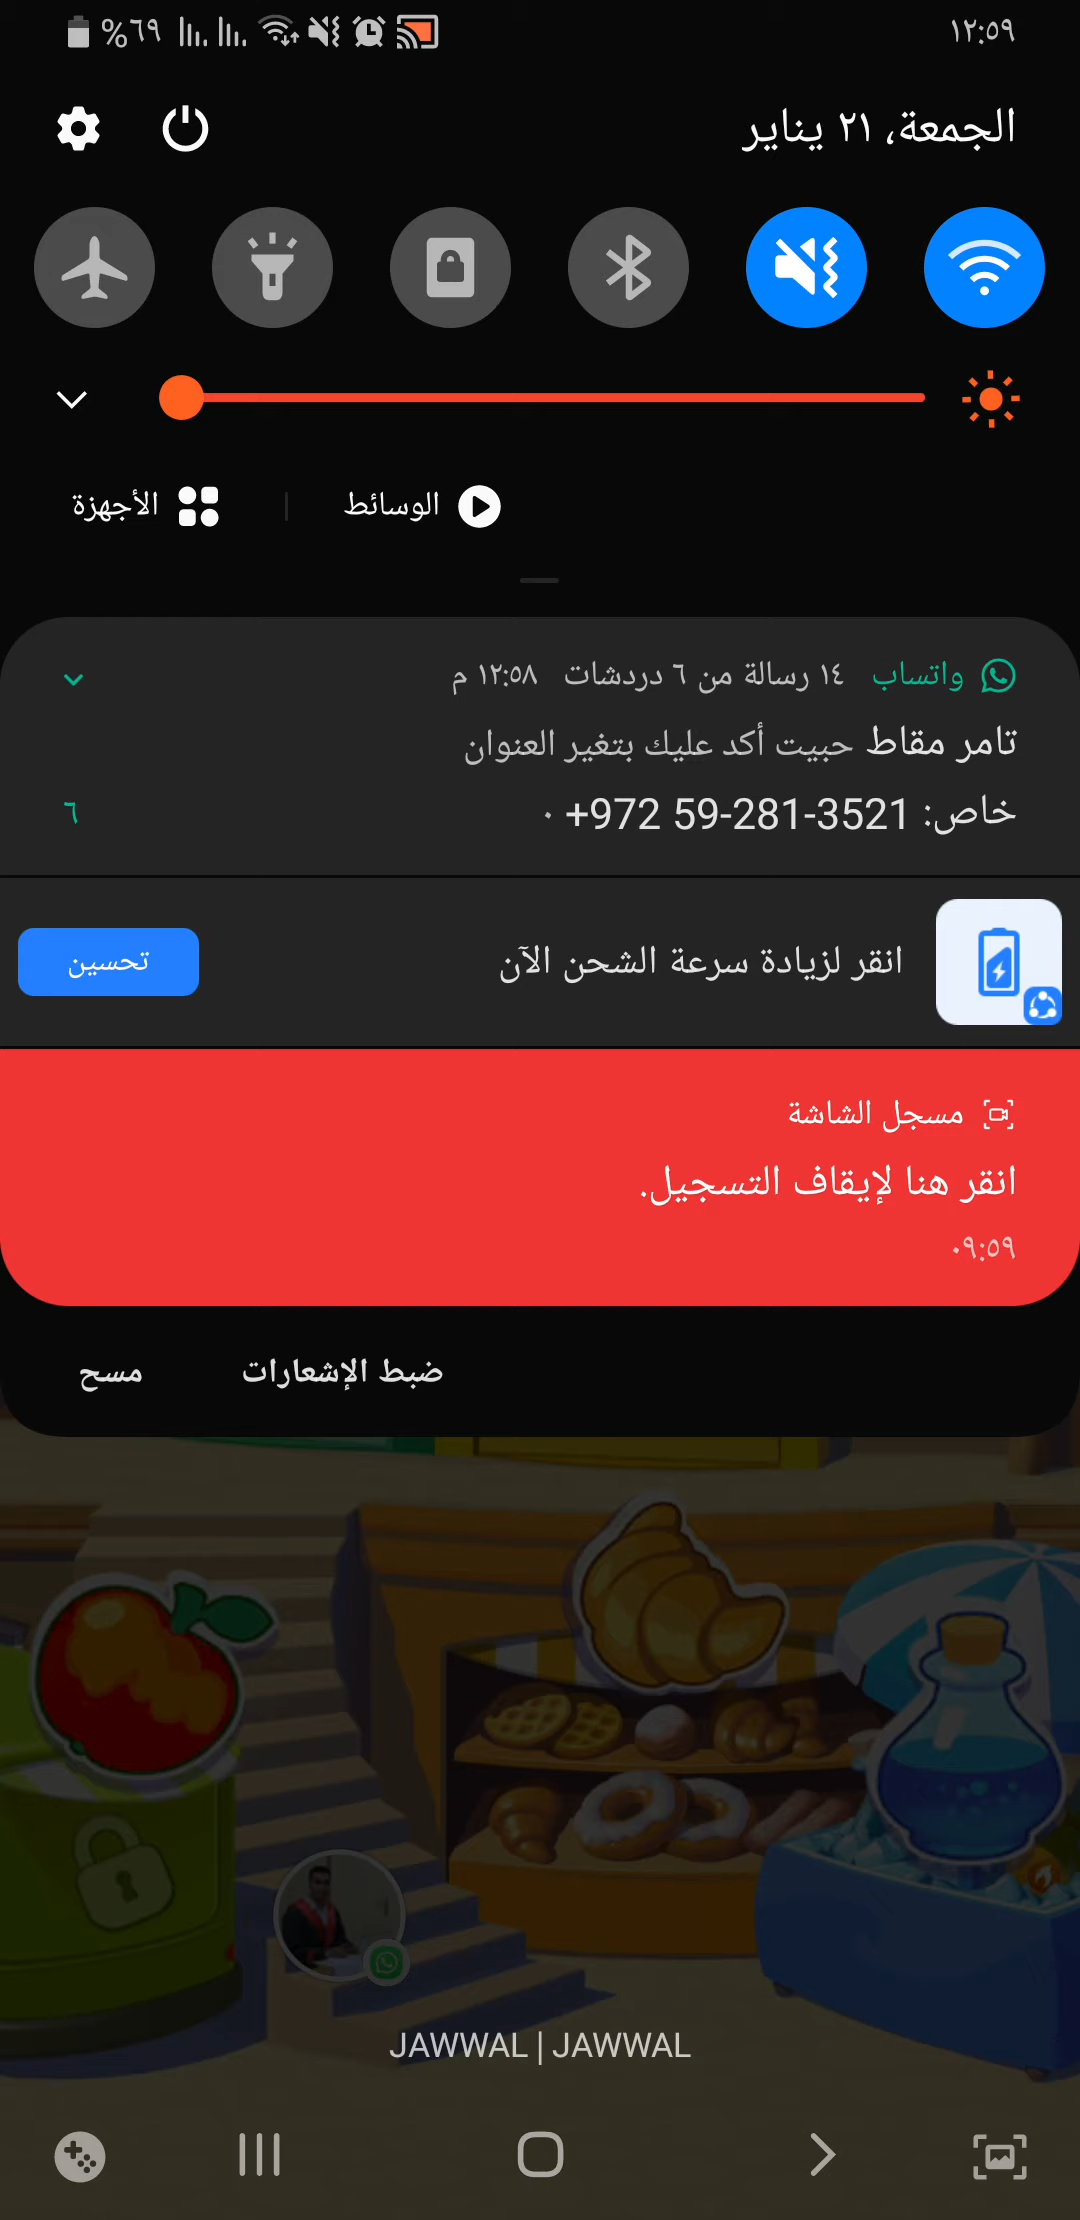 ١٢:٥٩
%٦٩
الجمعة، ٢١ يناير
الوسائط
الأجهزة
واتساب ١٤ رسالة من ٦ دردشات ١٢:٥٨ م
تامر مقاط حبيت أكد عليك بتغير العنوان
خاص: +972 59-281-3521 ٠
٦
انقر لزيادة سرعة الشحن الآن
تحسين
مسجل الشاشة
انقر هنا لإيقاف التسجيل.
٠٩:٥٩
ضبط الإشعارات
مسح
JAWWAL | JAWWAL